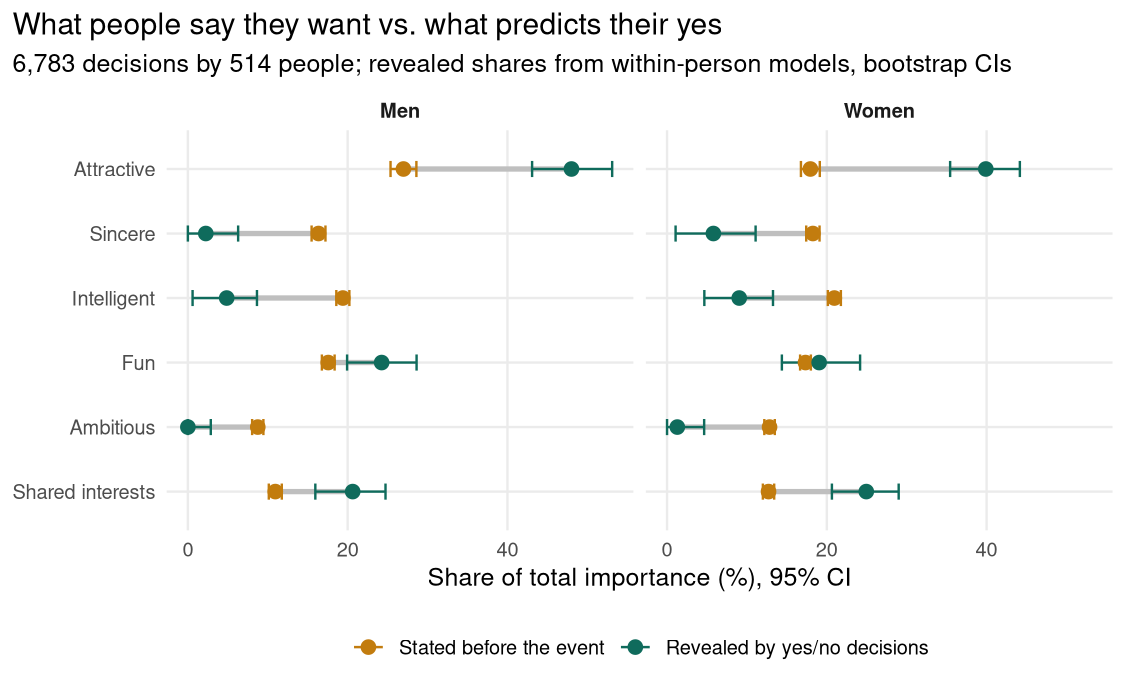 What people say they want vs. what predicts their yes
6,783 decisions by 514 people; revealed shares from within-person models, bootstrap CIs
Men
Women
Attractive
Sincere
Intelligent
Fun
Ambitious
Shared interests
0 20 40
0 20 40
Share of total importance (%), 95% CI
Stated before the event
Revealed by yes/no decisions